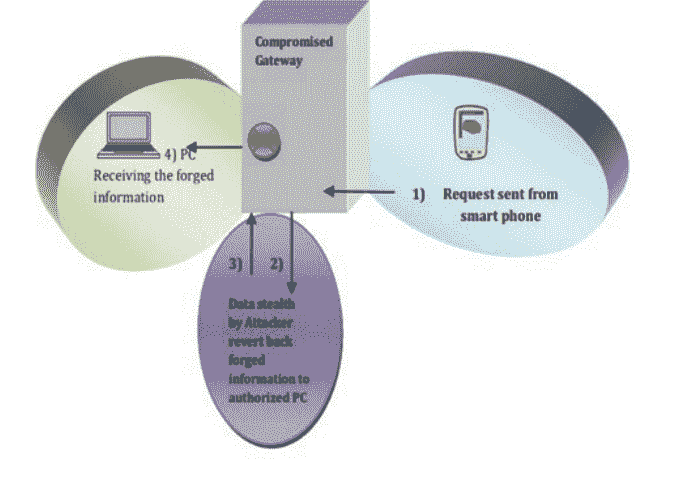 Compromised
Gateway
4) PC
Receiving the forged
information
1) Request sent from
smart phone
3) 2)
Data stealth
by Attacker
revert back
forged
information to
authorized PC